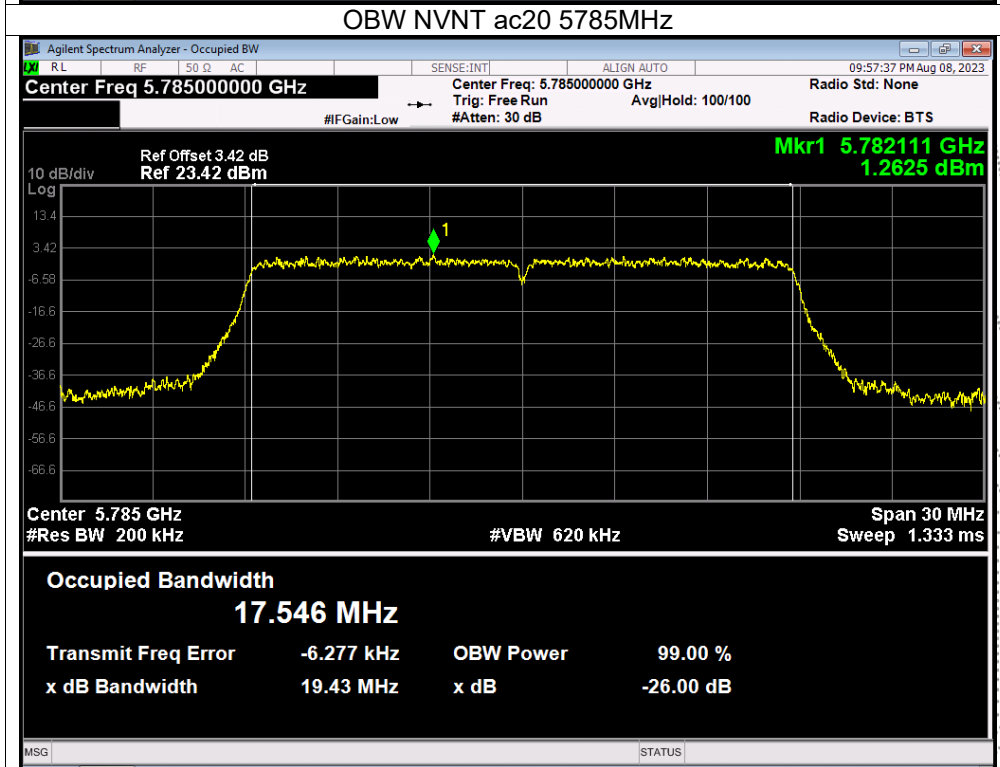 OBW NVNT ac20 5785MHz
Agilent Spectrum Analyzer - Occupied BW
LXI RL RF 50 Ω AC SENSE:INT ALIGN AUTO 09:57:37 PM Aug 08, 2023
Center Freq 5.785000000 GHz Center Freq: 5.785000000 GHz Radio Std: None
Trig: Free Run Avg|Hold: 100/100
#IFGain:Low #Atten: 30 dB Radio Device: BTS
Mkr1 5.782111 GHz
1.2625 dBm
Ref Offset 3.42 dB
10 dB/div Ref 23.42 dBm
Log
13.4
1
3.42
-6.58
-16.6
-26.6
-36.6
-46.6
-56.6
-66.6
Center 5.785 GHz Span 30 MHz
#Res BW 200 kHz #VBW 620 kHz Sweep 1.333 ms
Occupied Bandwidth
17.546 MHz
Transmit Freq Error -6.277 kHz OBW Power 99.00 %
x dB Bandwidth 19.43 MHz x dB -26.00 dB
MSG STATUS